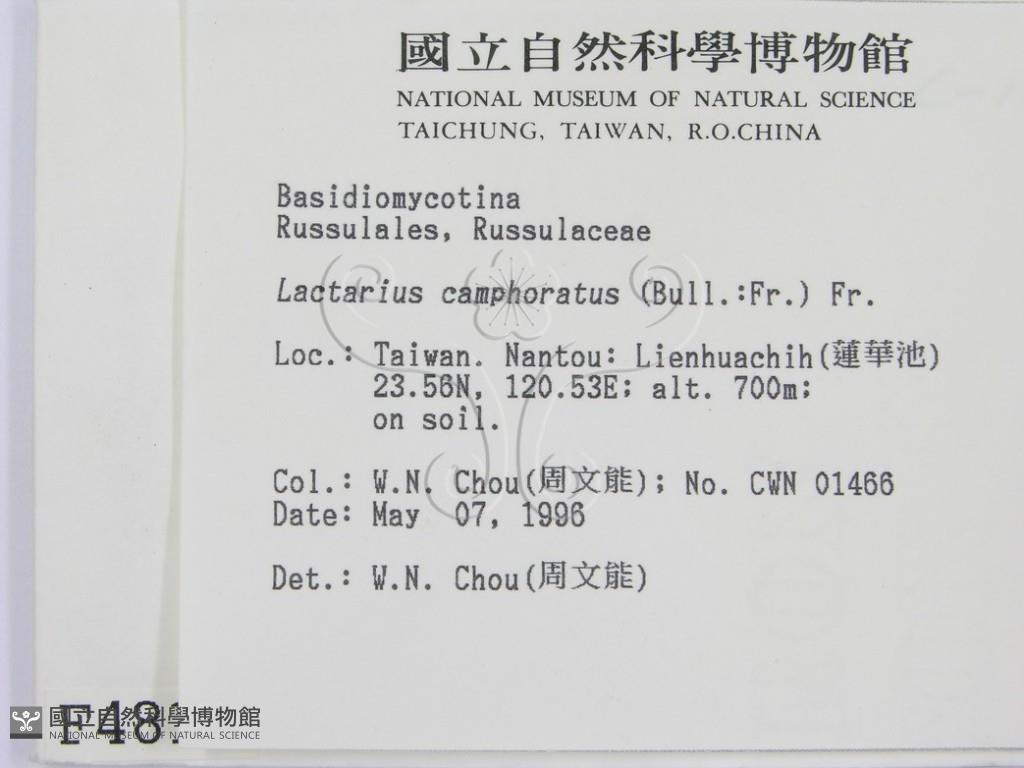 國立自然科學博物館
NATIONAL MUSEUM OF NATURAL SCIENCE
TAICHUNG, TAIWAN, R.O.CHINA
Basidiomycotina
Russulales, Russulaceae
Lactarius camphoratus (Bull.:Fr.) Fr.
Loc.: Taiwan. Nantou: Lienhuachih(蓮華池)
23.56N, 120.53E; alt. 700m;
on soil.
Col.: W.N. Chou(周文能); No. CWN 01466
Date: May 07, 1996
Det.: W.N. Chou(周文能)
國立自然科學博物館
NATIONAL MUSEUM OF NATURAL SCIENCE